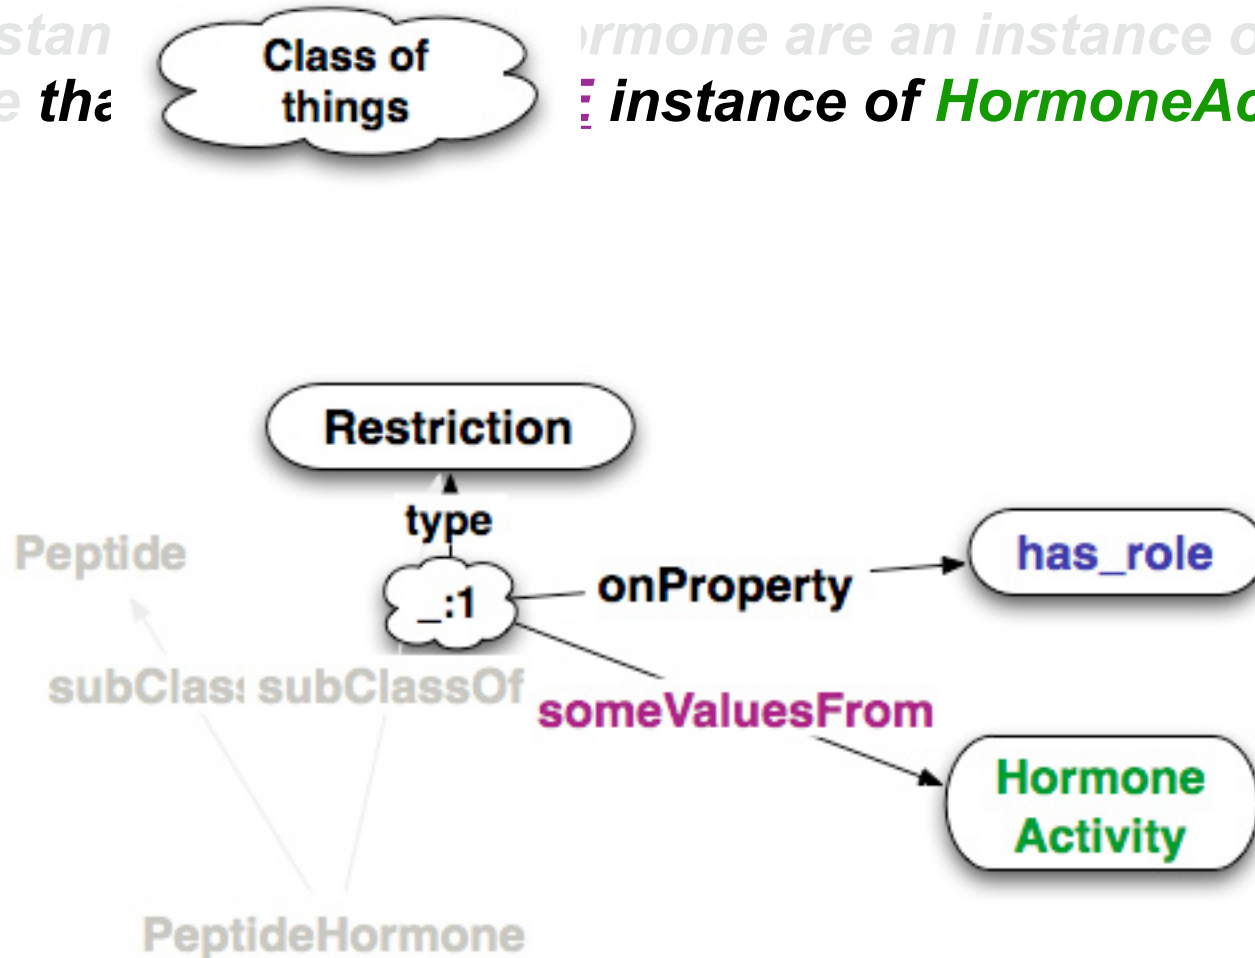 rmone are an instance
Class of
things
instance of HormoneAc
Restriction
type
Peptide
_:1
onProperty
has_role
subClass subClassOf
someValuesFrom
Hormone
Activity
PeptideHormone